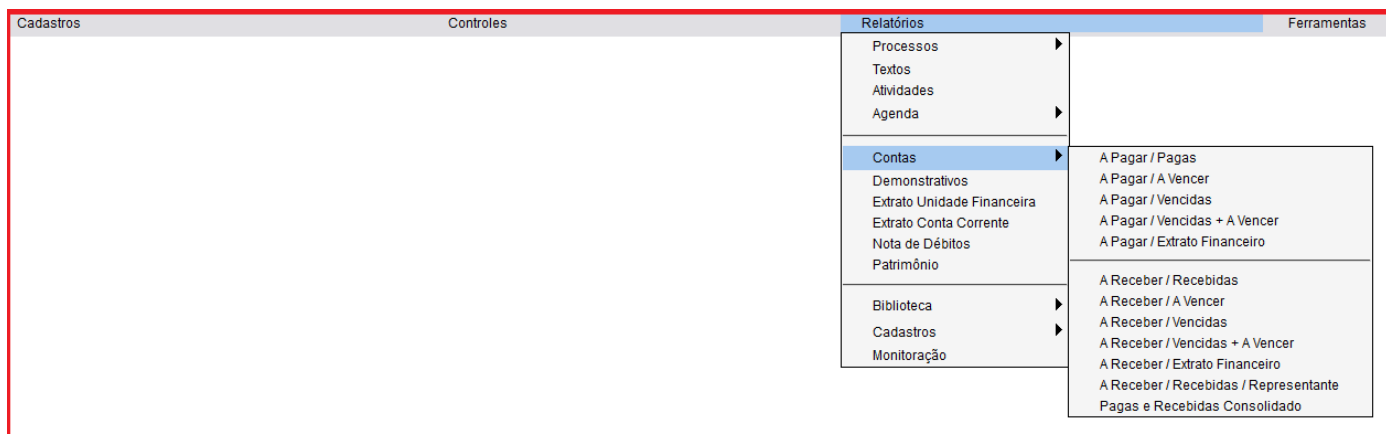 Cadastros
Controles
Relatórios
Ferramentas
Processos
Textos
Atividades
Agenda
Contas
Demonstrativos
Extrato Unidade Financeira
Extrato Conta Corrente
Nota de Débitos
Patrimônio
Biblioteca
Cadastros
Monitoração
A Pagar / Pagas
A Pagar / A Vencer
A Pagar / Vencidas
A Pagar / Vencidas + A Vencer
A Pagar / Extrato Financeiro
A Receber / Recebidas
A Receber / A Vencer
A Receber / Vencidas
A Receber / Vencidas + A Vencer
A Receber / Extrato Financeiro
A Receber / Recebidas / Representante
Pagas e Recebidas Consolidado